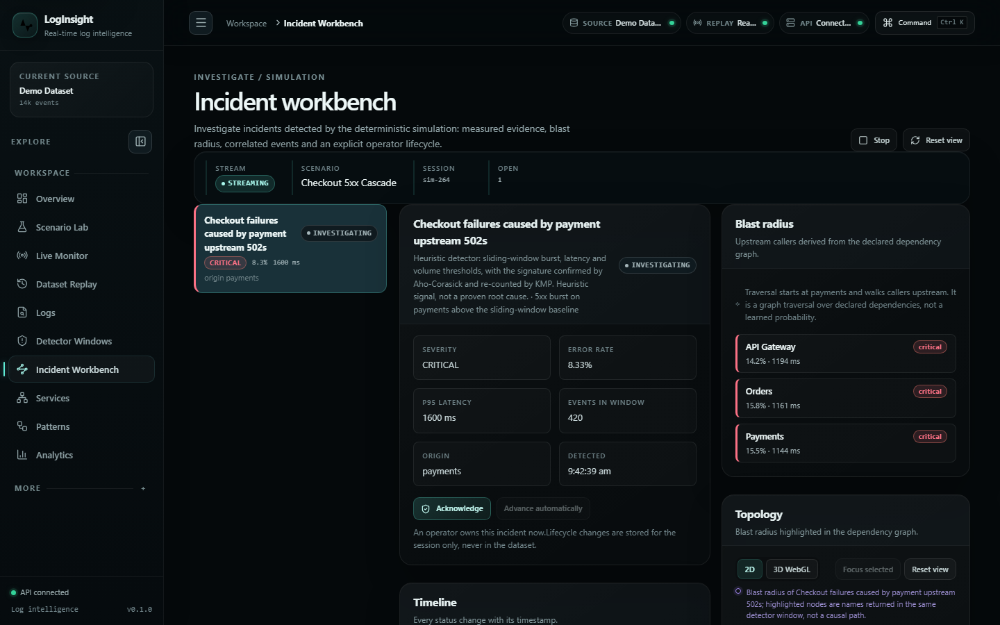 LogInsight
Real-time log intelligence
CURRENT SOURCE
Demo Dataset
14k events
EXPLORE
WORKSPACE
Overview
Scenario Lab
Live Monitor
Dataset Replay
Logs
Detector Windows
Incident Workbench
Services
Patterns
Analytics
MORE +
API connected
Log intelligence v0.1.0
Workspace > Incident Workbench
SOURCE Demo Data...
REPLAY Rea...
API Connect...
Command Ctrl K
INVESTIGATE / SIMULATION
Incident workbench
Investigate incidents detected by the deterministic simulation: measured evidence, blast
radius, correlated events and an explicit operator lifecycle.
Stop
Reset view
STREAM
STREAMING
SCENARIO
Checkout 5xx Cascade
SESSION
sim-264
OPEN
1
Checkout failures
caused by payment
upstream 502s
INVESTIGATING
CRITICAL 8.3% 1600 ms
origin payments
Checkout failures caused by payment
upstream 502s
Heuristic detector: sliding-window burst, latency and
volume thresholds, with the signature confirmed by
Aho-Corasick and re-counted by KMP. Heuristic
signal, not a proven root cause. · 5xx burst on
payments above the sliding-window baseline
INVESTIGATING
SEVERITY
CRITICAL
ERROR RATE
8.33%
P95 LATENCY
1600 ms
EVENTS IN WINDOW
420
ORIGIN
payments
DETECTED
9:42:39 am
Acknowledge
Advance automatically
An operator owns this incident now.Lifecycle changes are stored for the
session only, never in the dataset.
Timeline
Every status change with its timestamp.
Blast radius
Upstream callers derived from the declared dependency
graph.
Traversal starts at payments and walks callers upstream. It
is a graph traversal over declared dependencies, not a
learned probability.
API Gateway critical
14.2% · 1194 ms
Orders critical
15.8% · 1161 ms
Payments critical
15.5% · 1144 ms
Topology
Blast radius highlighted in the dependency graph.
2D
3D WebGL
Focus selected
Reset view
Blast radius of Checkout failures caused by payment upstream
502s; highlighted nodes are names returned in the same
detector window, not a causal path.